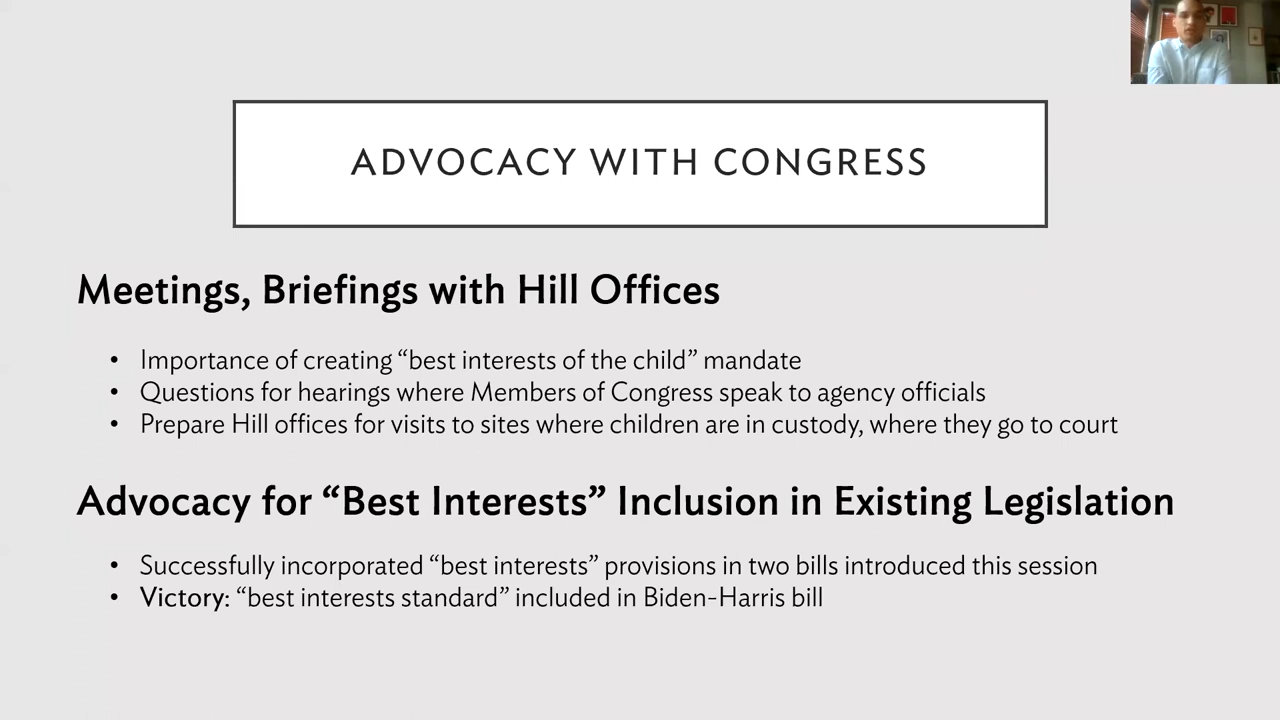 ADVOCACY WITH CONGRESS
Meetings, Briefings with Hill Offices
• Importance of creating “best interests of the child” mandate
• Questions for hearings where Members of Congress speak to agency officials
• Prepare Hill offices for visits to sites where children are in custody, where they go to court
Advocacy for “Best Interests” Inclusion in Existing Legislation
• Successfully incorporated “best interests” provisions in two bills introduced this session
• Victory: “best interests standard” included in Biden-Harris bill